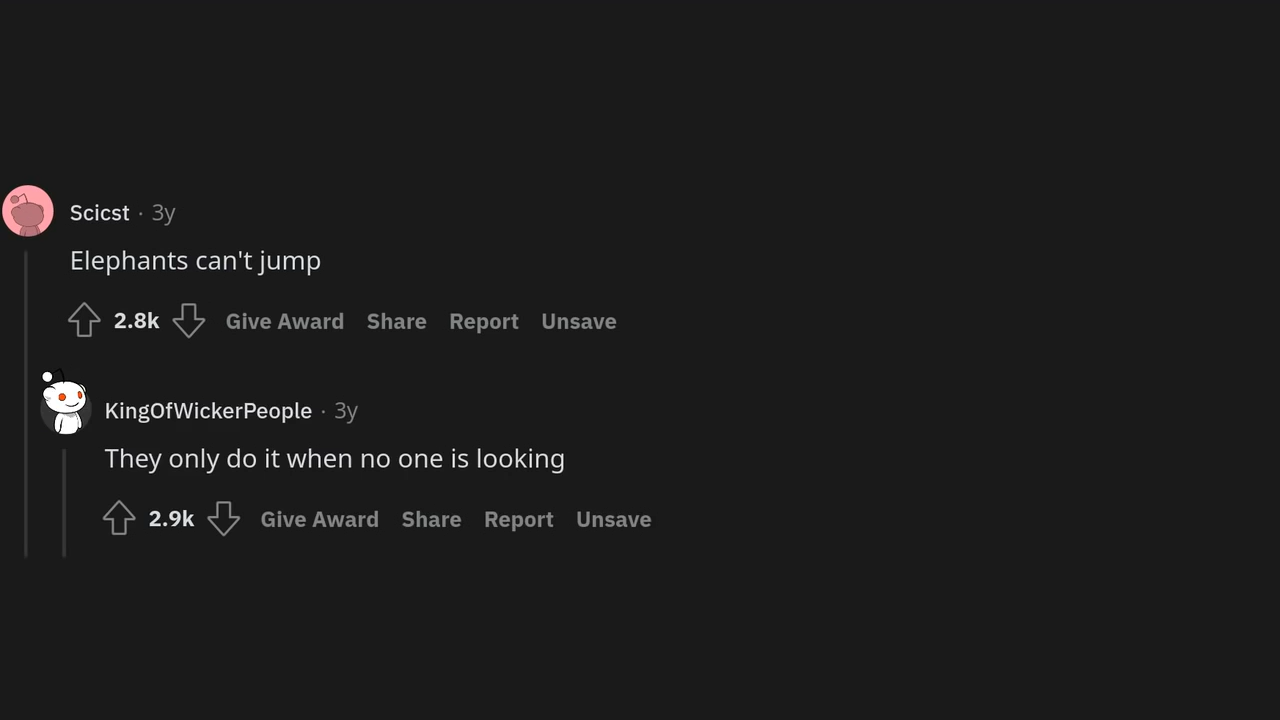 Scicst · 3y
Elephants can't jump
2.8k Give Award Share Report Unsave
KingOfWickerPeople · 3y
They only do it when no one is looking
2.9k Give Award Share Report Unsave